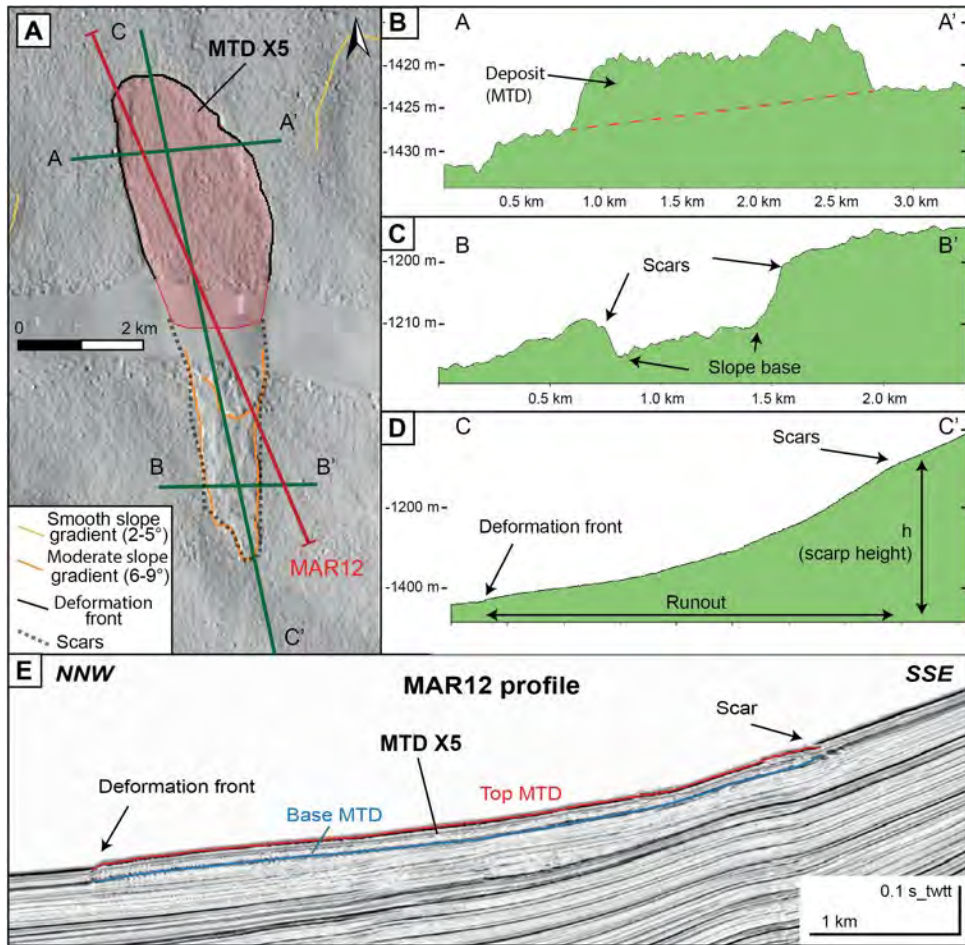 A
C
MTD X5
A'
A
0
2 km
B
B'
MAR12
C'
Smooth slope
gradient (2-5°)
Moderate slope
gradient (6-9°)
Deformation
front
Scars
B
A
A'
-1420 m
-1425 m
-1430 m
Deposit
(MTD)
0.5 km
1.0 km
1.5 km
2.0 km
2.5 km
3.0 km
C
B
B'
-1200 m
-1210 m
Scars
Slope base
0.5 km
1.0 km
1.5 km
2.0 km
D
C
C'
Scars
-1200 m
-1400 m
Deformation front
h
(scarp height)
Runout
E
NNW
MAR12 profile
SSE
Scar
MTD X5
Deformation front
Top MTD
Base MTD
0.1 s_twtt
1 km